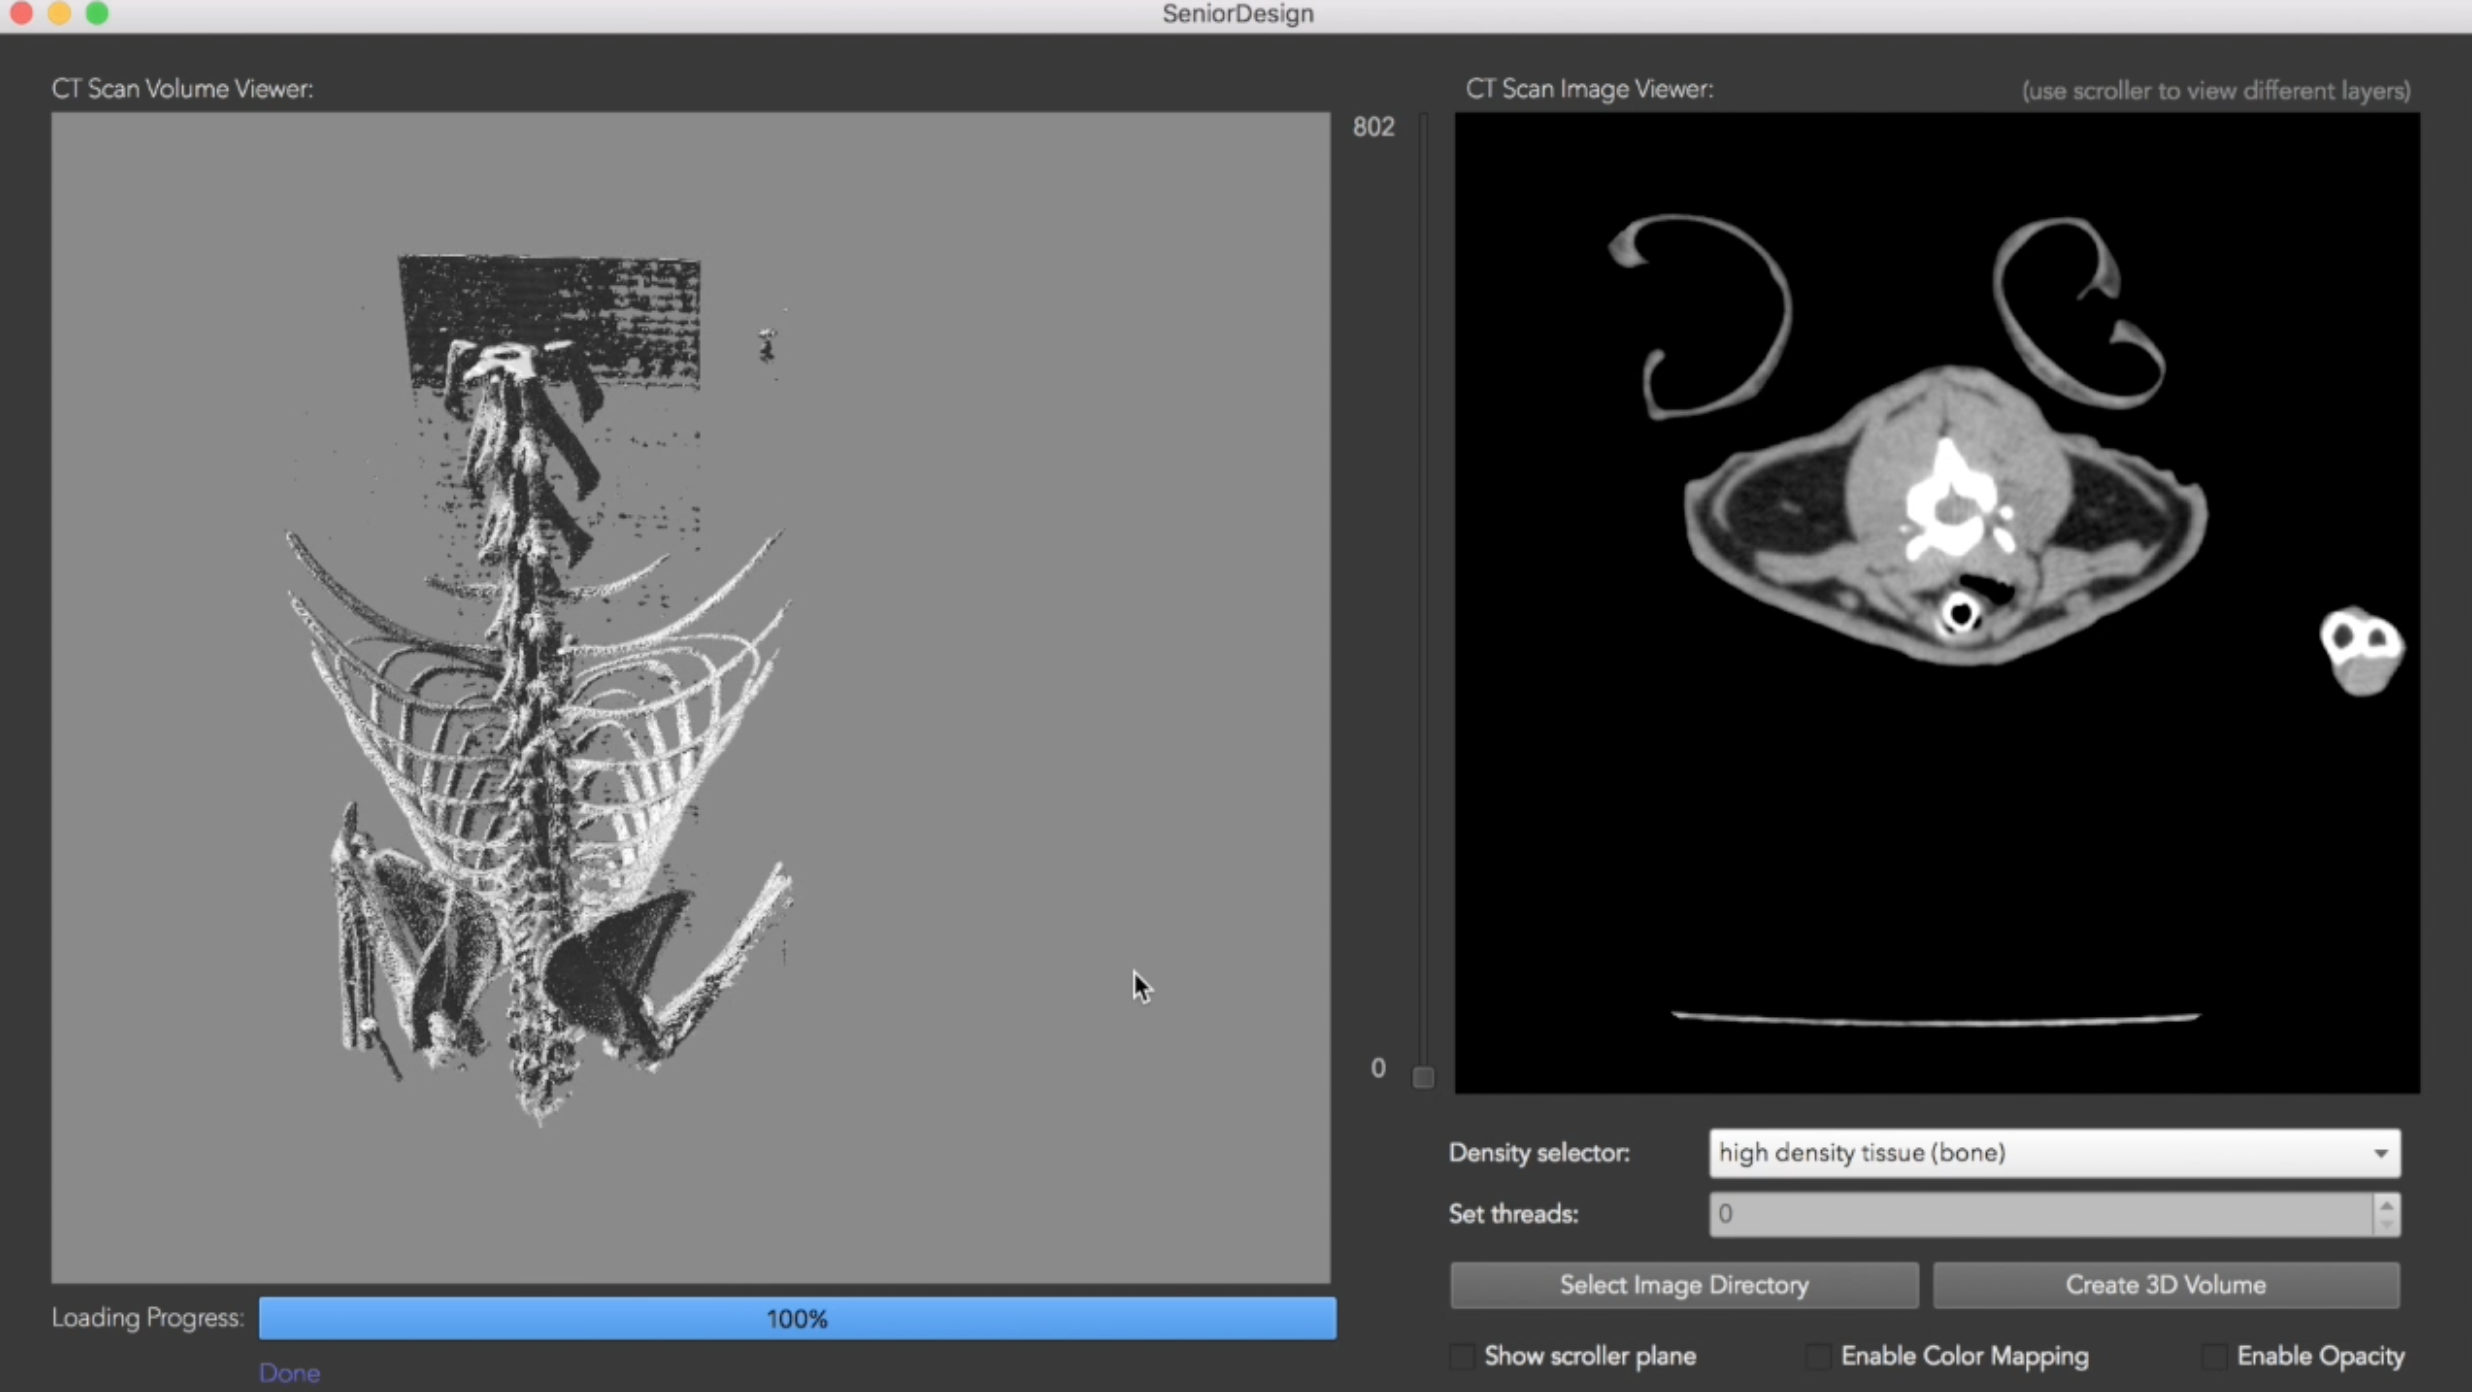 SeniorDesign
CT Scan Volume Viewer:
CT Scan Image Viewer:
(use scroller to view different layers)
802
0
Density selector:
high density tissue (bone)
Set threads:
0
Select Image Directory
Create 3D Volume
Loading Progress:
100%
Show scroller plane
Enable Color Mapping
Enable Opacity
Done